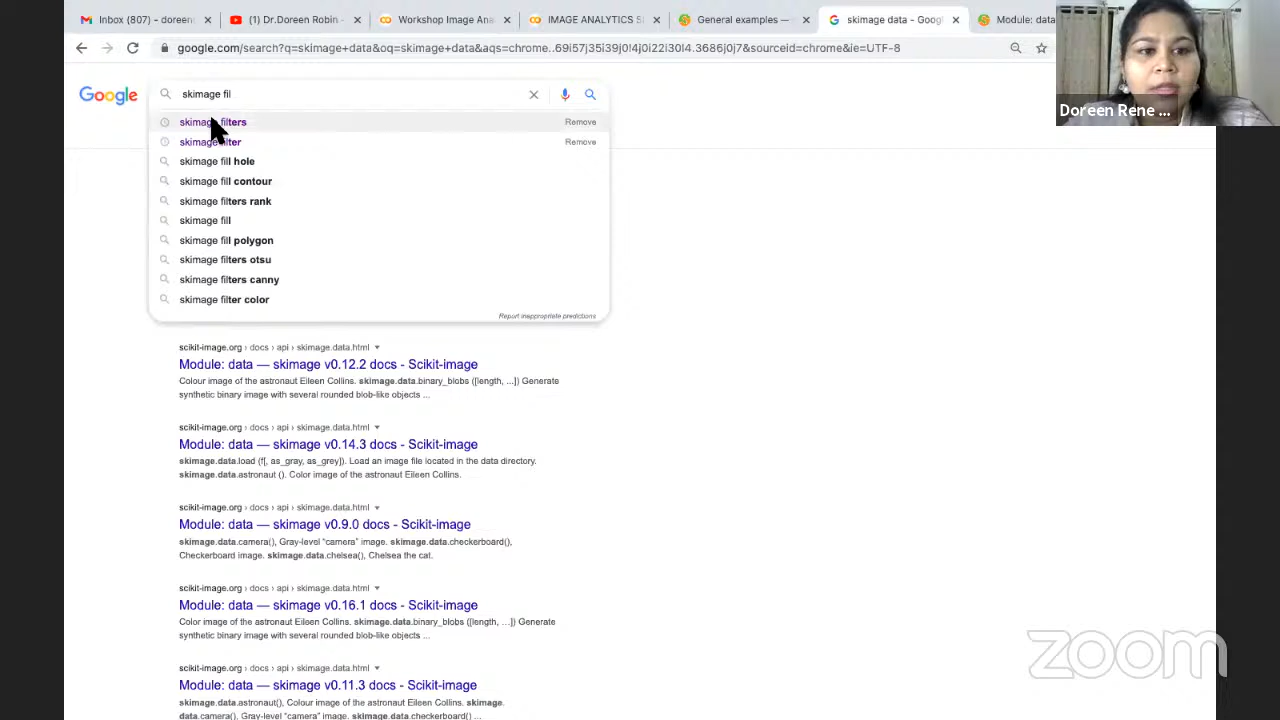 Inbox (807) - doreen
(1) Dr.Doreen Robin -
Workshop Image Ana
IMAGE ANALYTICS S
General examples —
skimage data - Goog
Module: data
google.com/search?q=skimage+data&oq=skimage+data&aqs=chrome..69i57j35i39j0i4j0i22i30l4.3686j0j7&sourceid=chrome&ie=UTF-8
Google
skimage fil
skimage filters
Remove
skimage filter
Remove
skimage fill hole
skimage fill contour
skimage filters rank
skimage fill
skimage fill polygon
skimage filters otsu
skimage filters canny
skimage filter color
Report inappropriate predictions
scikit-image.org › docs › api › skimage.data.html
Module: data — skimage v0.12.2 docs - Scikit-image
Colour image of the astronaut Eileen Collins. skimage.data.binary_blobs ([length, ...]) Generate
synthetic binary image with several rounded blob-like objects ...
scikit-image.org › docs › api › skimage.data.html
Module: data — skimage v0.14.3 docs - Scikit-image
skimage.data.load (f[, as_gray, as_grey]). Load an image file located in the data directory.
skimage.data.astronaut (). Color image of the astronaut Eileen Collins.
scikit-image.org › docs › api › skimage.data.html
Module: data — skimage v0.9.0 docs - Scikit-image
skimage.data.camera(), Gray-level "camera" image. skimage.data.checkerboard(),
Checkerboard image. skimage.data.chelsea(), Chelsea the cat.
scikit-image.org › docs › api › skimage.data.html
Module: data — skimage v0.16.1 docs - Scikit-image
Color image of the astronaut Eileen Collins. skimage.data.binary_blobs ([length, …]) Generate
synthetic binary image with several rounded blob-like objects ...
scikit-image.org › docs › api › skimage.data.html
Module: data — skimage v0.11.3 docs - Scikit-image
skimage.data.astronaut(), Colour image of the astronaut Eileen Collins. skimage.
data.camera(), Gray-level "camera" image. skimage.data.checkerboard() ...
Doreen Rene ...
zoom